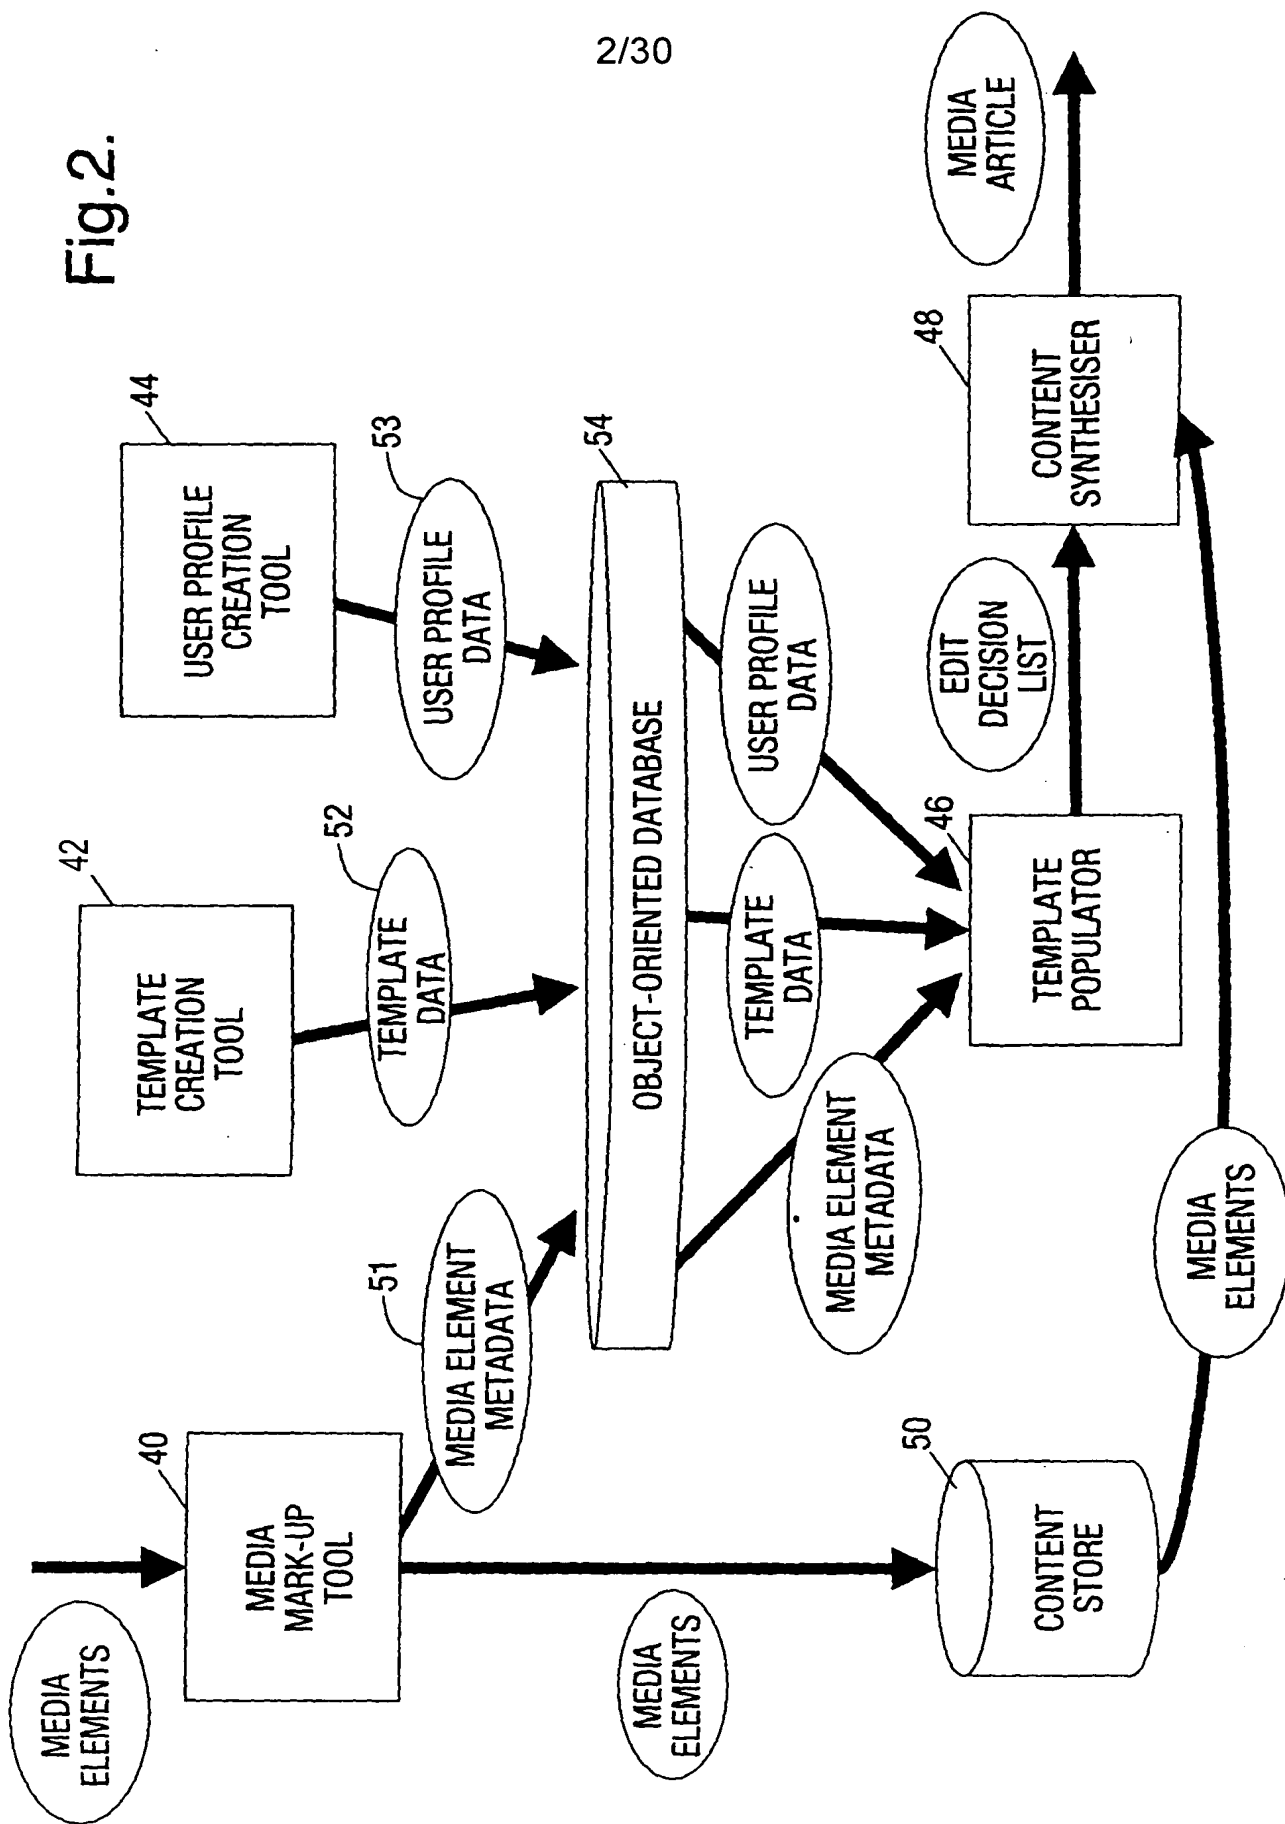 2/30
Fig.2.
MEDIA
ELEMENTS
40
MEDIA
MARK-UP
TOOL
42
TEMPLATE
CREATION
TOOL
44
USER PROFILE
CREATION
TOOL
51
MEDIA ELEMENT
METADATA
52
TEMPLATE
DATA
53
USER PROFILE
DATA
54
OBJECT-ORIENTED DATABASE
MEDIA
ELEMENTS
MEDIA ELEMENT
METADATA
TEMPLATE
DATA
USER PROFILE
DATA
50
CONTENT
STORE
46
TEMPLATE
POPULATOR
EDIT
DECISION
LIST
48
CONTENT
SYNTHESISER
MEDIA
ARTICLE
MEDIA
ELEMENTS